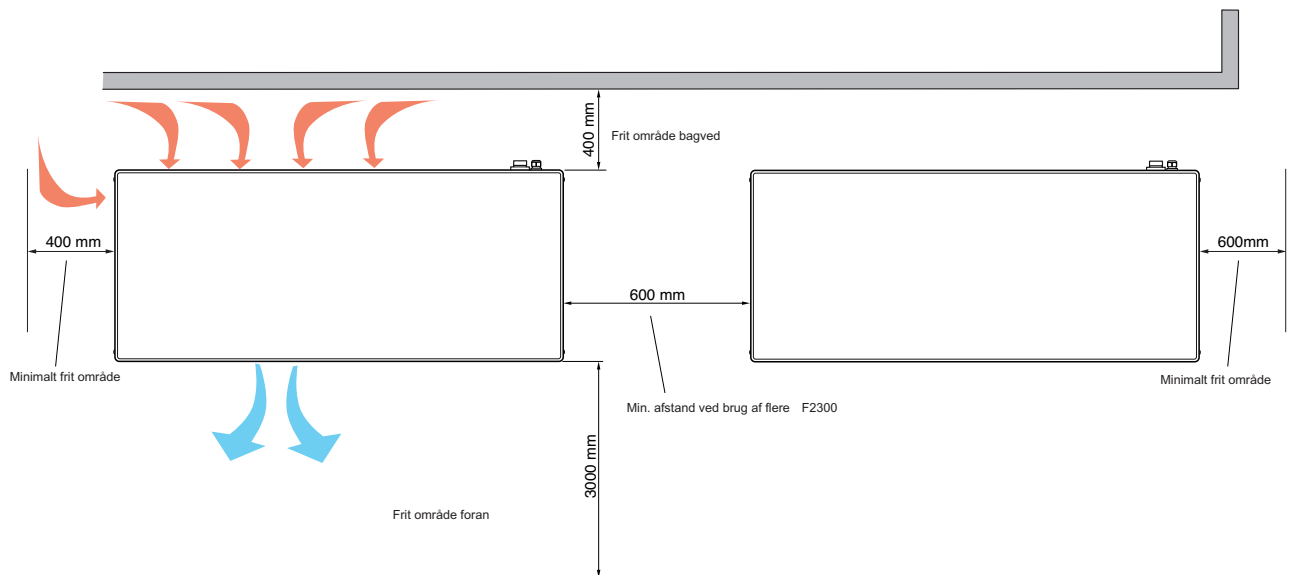 400 mm
Frit område bagved
400 mm
600mm
600 mm
Minimalt frit område
Minimalt frit område
Min. afstand ved brug af flere F2300
3000 mm
Frit område foran